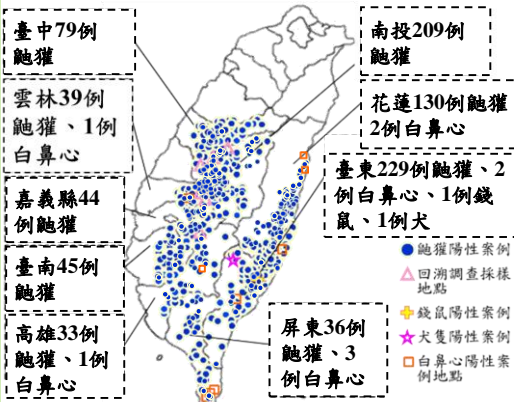 臺中79例
鼬獾
南投209例
鼬獾
雲林39例
鼬獾、1例
白鼻心
花蓮130例鼬獾
2例白鼻心
臺東229例鼬獾、2
例白鼻心、1例錢
鼠、1例犬
嘉義縣44
例鼬獾
臺南45例
鼬獾
高雄33例
鼬獾、1例
白鼻心
屏東36例
鼬獾、3
例白鼻心
鼬獾陽性案例
回溯調查採樣
地點
錢鼠陽性案例
犬隻陽性案例
白鼻心陽性案
例地點